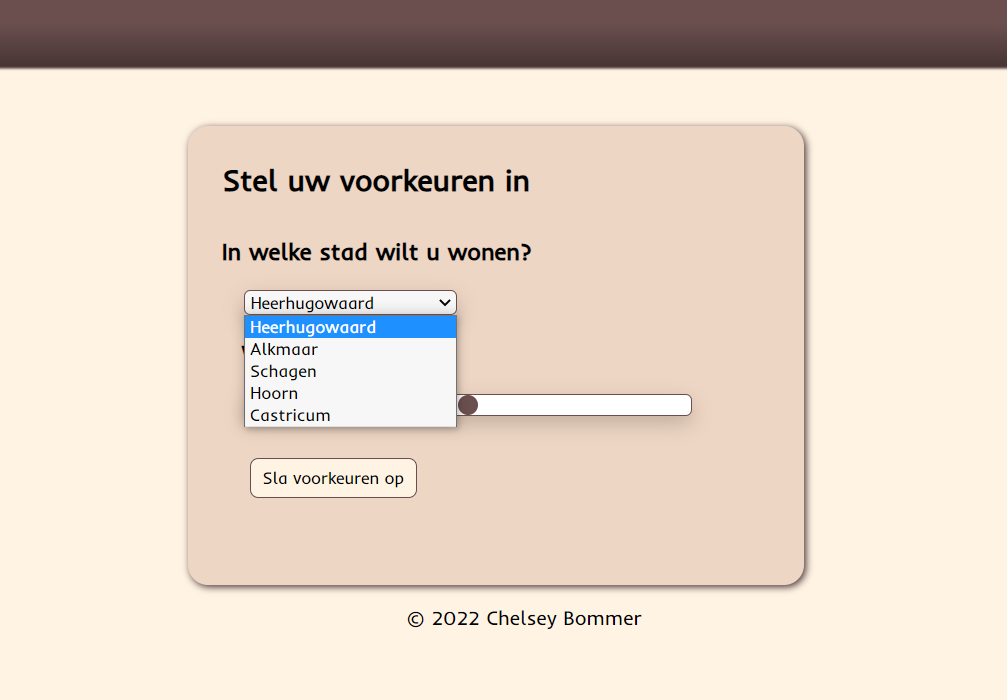 Stel uw voorkeuren in
In welke stad wilt u wonen?
Heerhugowaard
Heerhugowaard
Alkmaar
Schagen
Hoorn
Castricum
Sla voorkeuren op
© 2022 Chelsey Bommer